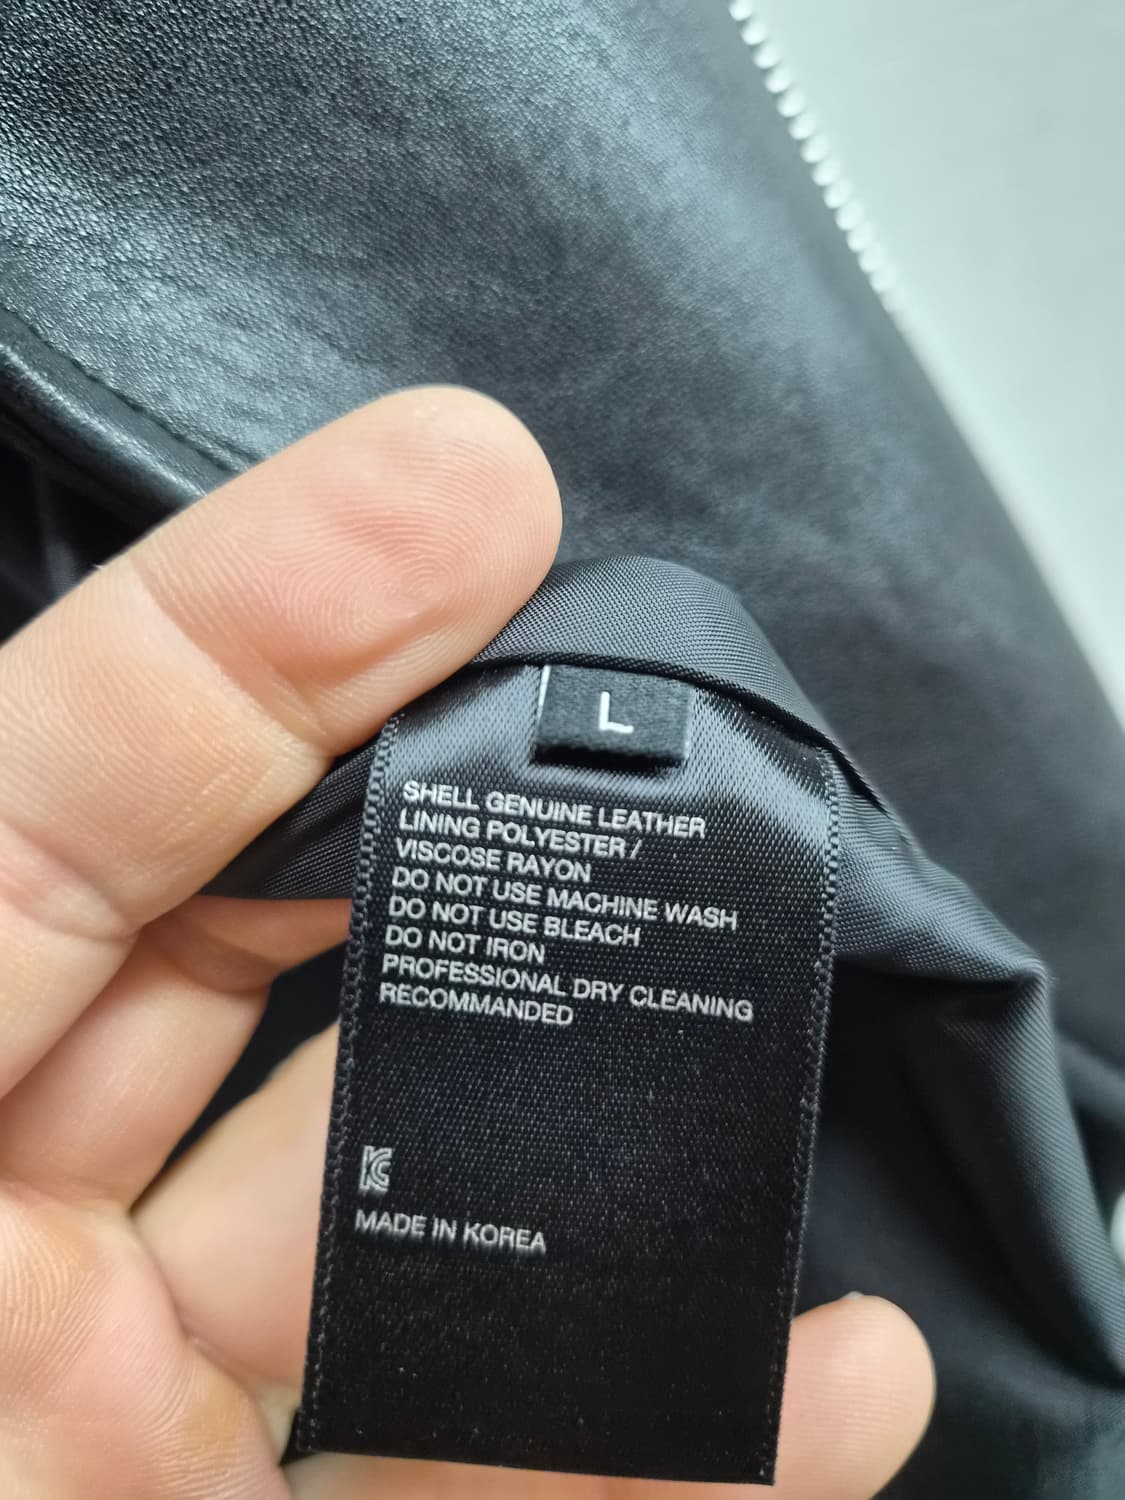 L
SHELL GENUINE LEATHER
LINING POLYESTER /
VISCOSE RAYON
DO NOT USE MACHINE WASH
DO NOT USE BLEACH
DO NOT IRON
PROFESSIONAL DRY CLEANING
RECOMMANDED
KC
MADE IN KOREA